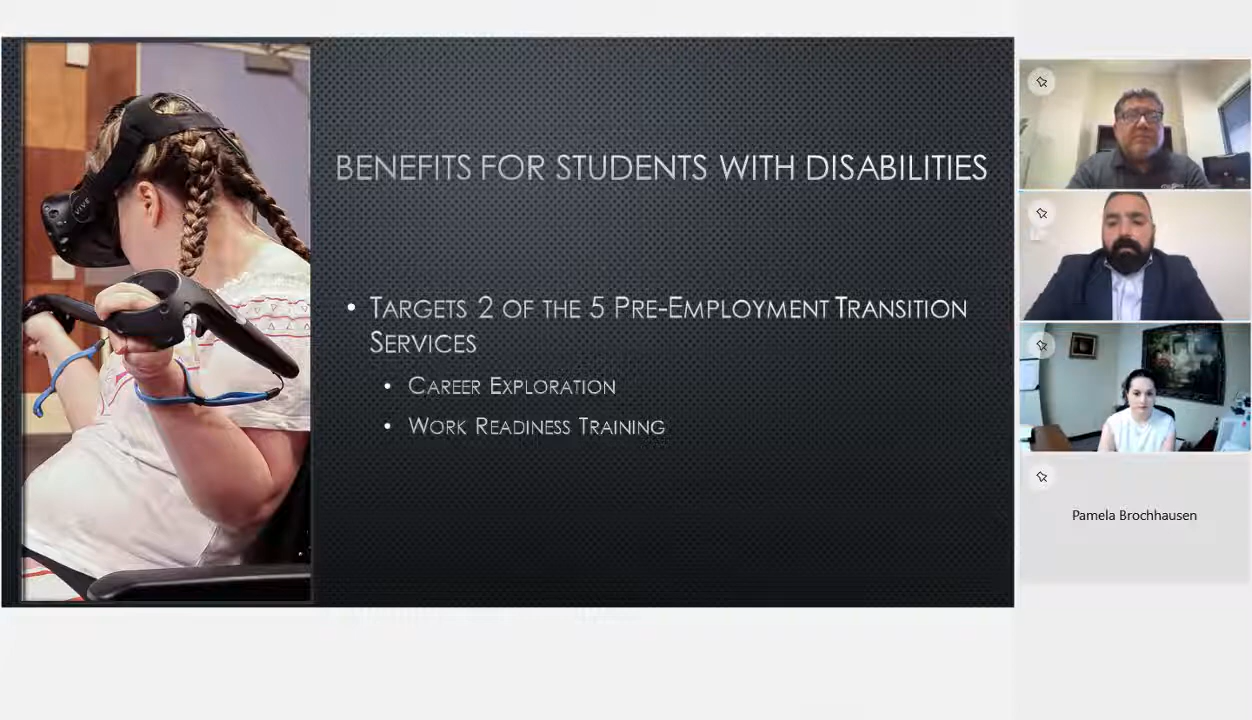 BENEFITS FOR STUDENTS WITH DISABILITIES
• TARGETS 2 OF THE 5 PRE-EMPLOYMENT TRANSITION
SERVICES
• CAREER EXPLORATION
• WORK READINESS TRAINING
VIVE
Pamela Brochhausen